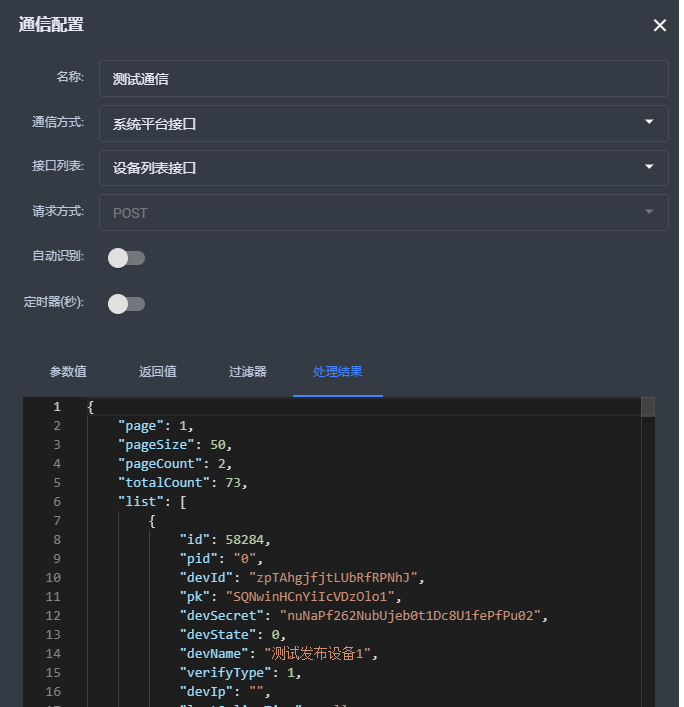 通信配置
名称: 测试通信
通信方式: 系统平台接口
接口列表: 设备列表接口
请求方式: POST
自动识别:
定时器(秒):
参数值 返回值 过滤器 处理结果
1 {
2 "page": 1,
3 "pageSize": 50,
4 "pageCount": 2,
5 "totalCount": 73,
6 "list": [
7 {
8 "id": 58284,
9 "pid": "0",
10 "devId": "zpTAhgjfjtLUbRfRPNhJ",
11 "pk": "SQNwinHCnYiIcVDzOlo1",
12 "devSecret": "nuNaPf262NubUjeb0t1Dc8U1fePfPu02",
13 "devState": 0,
14 "devName": "测试发布设备1",
15 "verifyType": 1,
16 "devIp": "",